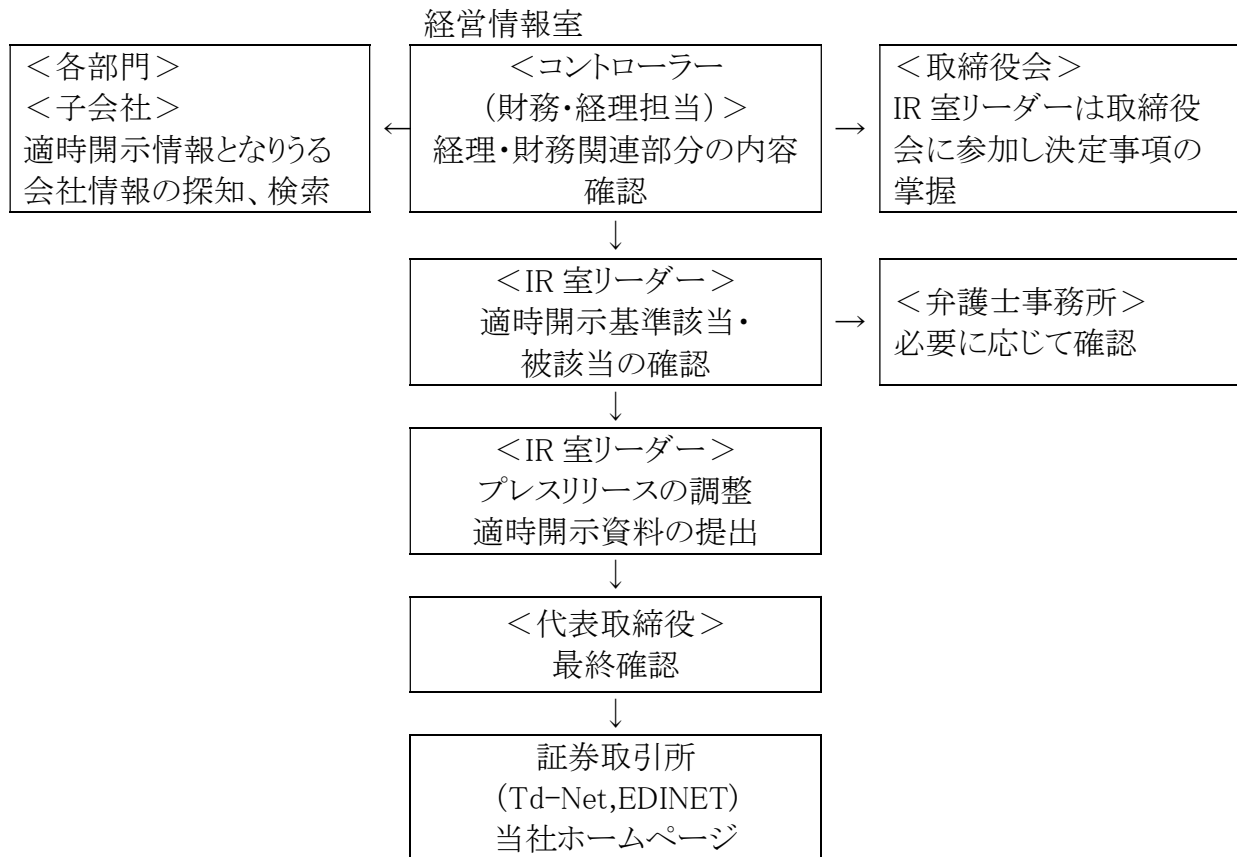 経営情報室
＜各部門＞
＜子会社＞
適時開示情報となりうる
会社情報の探知、検索
←
＜コントローラー
（財務・経理担当）＞
経理・財務関連部分の内容
確認
→
＜取締役会＞
IR 室リーダーは取締役
会に参加し決定事項の
掌握
↓
＜IR 室リーダー＞
適時開示基準該当・
被該当の確認
→
＜弁護士事務所＞
必要に応じて確認
↓
＜IR 室リーダー＞
プレスリリースの調整
適時開示資料の提出
↓
＜代表取締役＞
最終確認
↓
証券取引所
(Td-Net,EDINET)
当社ホームページ